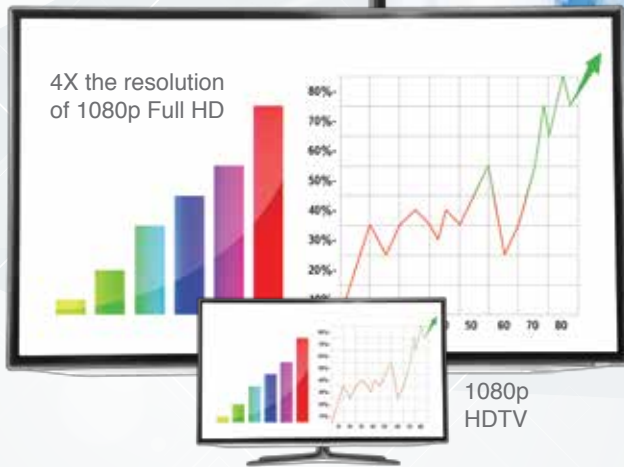 4X the resolution
of 1080p Full HD
80%-
70%-
60%-
50%-
40%-
30%-
20%-
50 60 70 80
1080p
HDTV